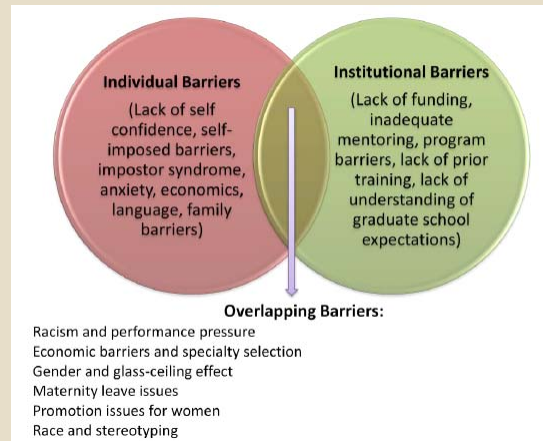 Individual Barriers
(Lack of self
confidence, self-
imposed barriers,
impostor syndrome,
anxiety, economics,
language, family
barriers)
Institutional Barriers
(Lack of funding,
inadequate
mentoring, program
barriers, lack of prior
training, lack of
understanding of
graduate school
expectations)
Overlapping Barriers:
Racism and performance pressure
Economic barriers and specialty selection
Gender and glass-ceiling effect
Maternity leave issues
Promotion issues for women
Race and stereotyping